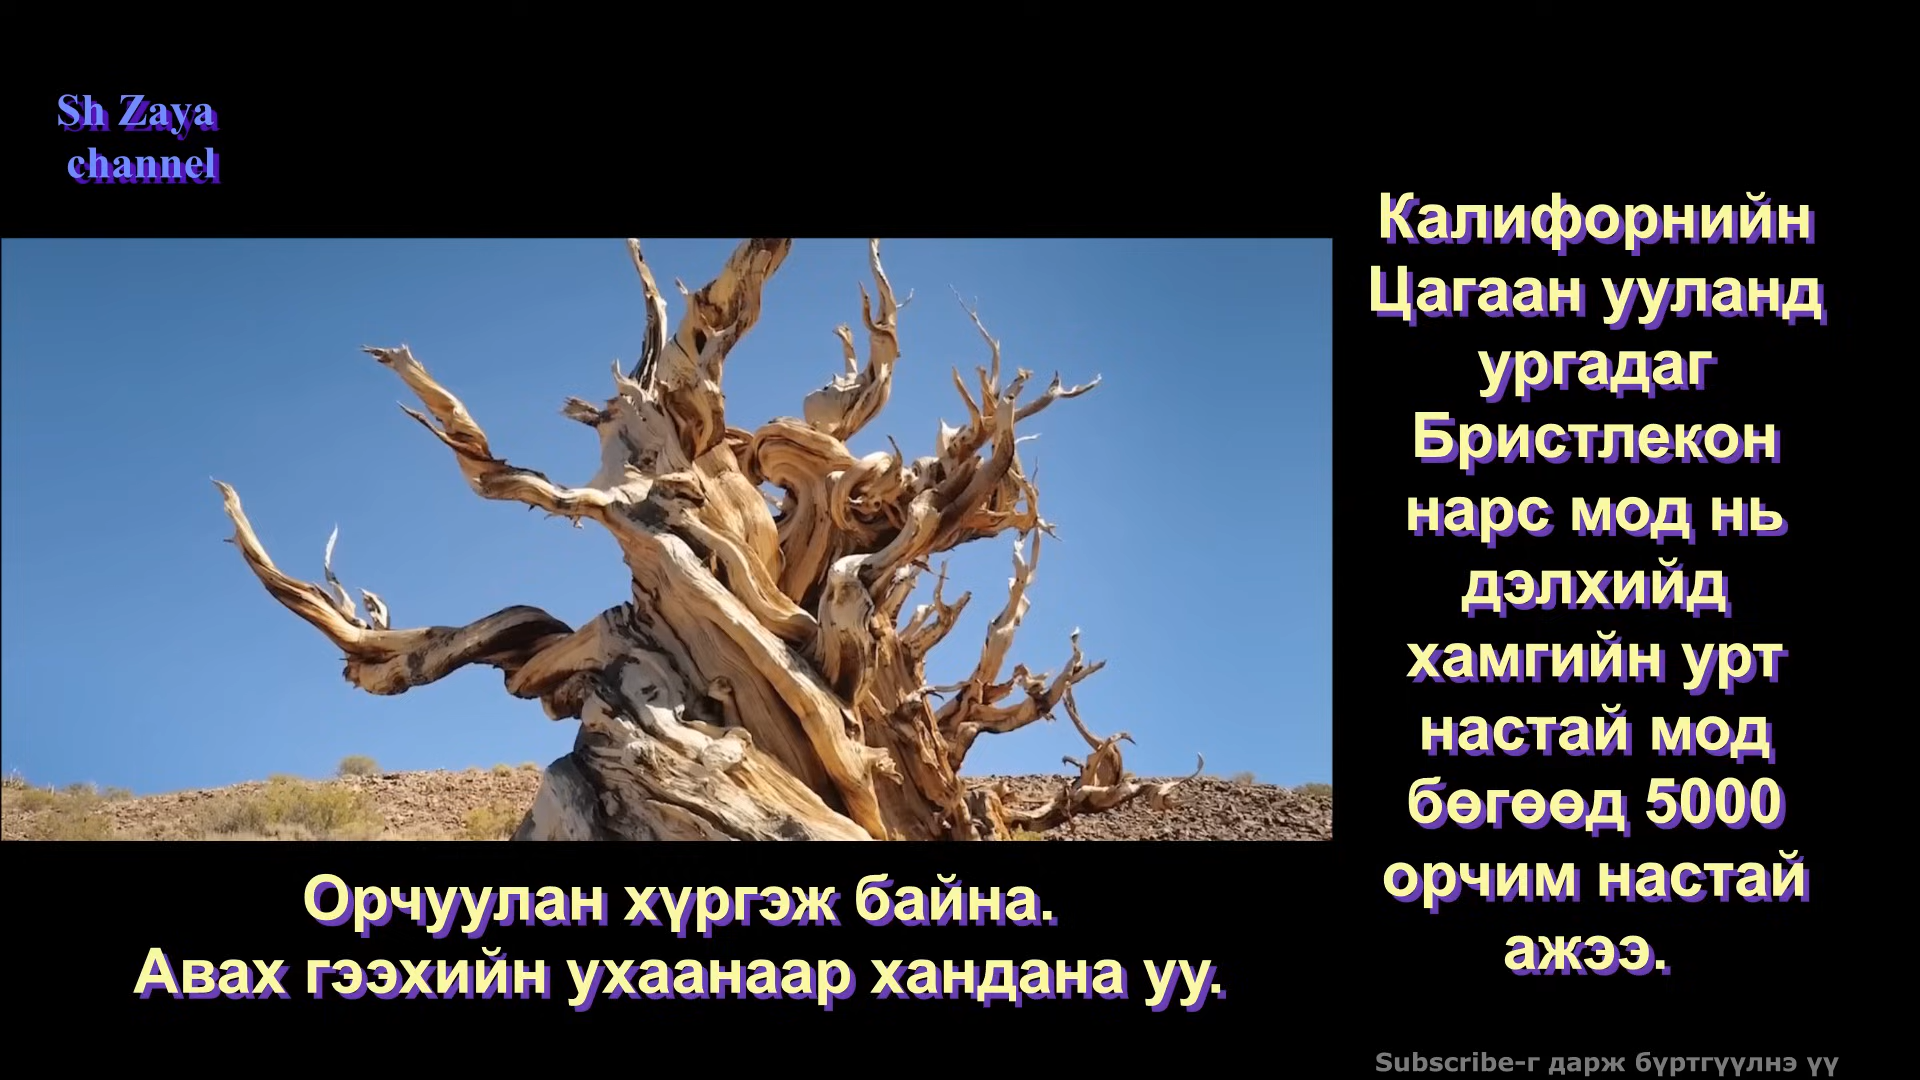 Sh Zaya
channel
Калифорнийн
Цагаан ууланд
ургадаг
Бристлекон
нарс мод нь
дэлхийд
хамгийн урт
настай мод
бөгөөд 5000
орчим настай
ажээ.
Орчуулан хүргэж байна.
Авах гээхийн ухаанаар хандана уу.
Subscribe-г дарж бүртгүүлнэ үү